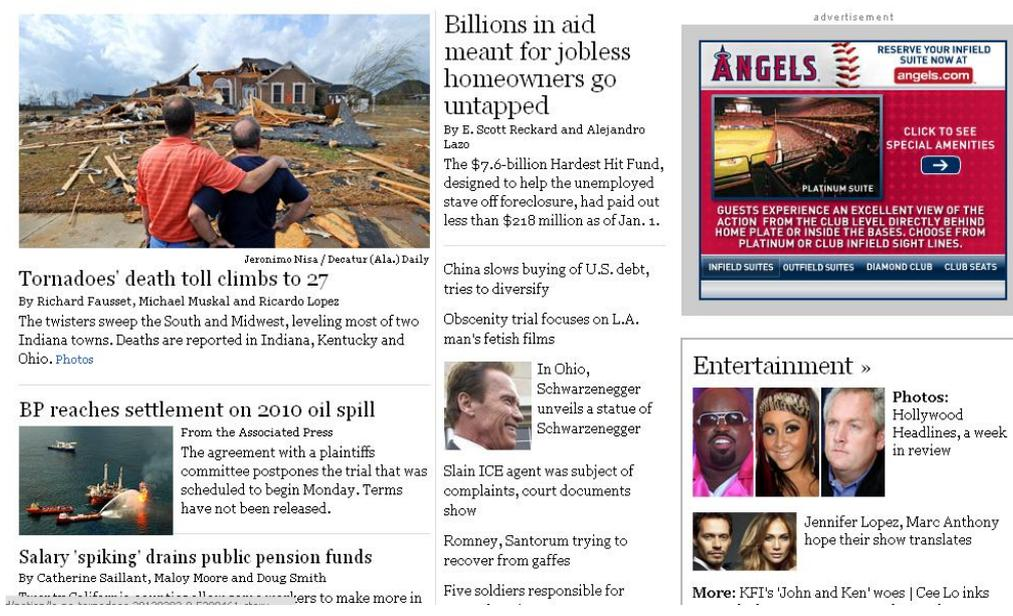 Jeronimo Nisa / Decatur (Ala.) Daily
Tornadoes' death toll climbs to 27
By Richard Fausset, Michael Muskal and Ricardo Lopez
The twisters sweep the South and Midwest, leveling most of two
Indiana towns. Deaths are reported in Indiana, Kentucky and
Ohio. Photos
BP reaches settlement on 2010 oil spill
From the Associated Press
The agreement with a plaintiffs
committee postpones the trial that was
scheduled to begin Monday. Terms
have not been released.
Salary 'spiking' drains public pension funds
By Catherine Saillant, Maloy Moore and Doug Smith
workers to make more in
Billions in aid
meant for jobless
homeowners go
untapped
By E. Scott Reckard and Alejandro
Lazo
The $7.6-billion Hardest Hit Fund,
designed to help the unemployed
stave off foreclosure, had paid out
less than $218 million as of Jan. 1.
China slows buying of U.S. debt,
tries to diversify
Obscenity trial focuses on L.A.
man's fetish films
In Ohio,
Schwarzenegger
unveils a statue of
Schwarzenegger
Slain ICE agent was subject of
complaints, court documents
show
Romney, Santorum trying to
recover from gaffes
Five soldiers responsible for
advertisement
ANGELS
RESERVE YOUR INFIELD
SUITE NOW AT
angels.com
CLICK TO SEE
SPECIAL AMENITIES
PLATINUM SUITE
GUESTS EXPERIENCE AN EXCELLENT VIEW OF THE
ACTION FROM THE CLUB LEVEL DIRECTLY BEHIND
HOME PLATE OR INSIDE THE BASES. CHOOSE FROM
PLATINUM OR CLUB INFIELD SIGHT LINES.
INFIELD SUITES OUTFIELD SUITES DIAMOND CLUB CLUB SEATS
Entertainment »
Photos:
Hollywood
Headlines, a week
in review
Jennifer Lopez, Marc Anthony
hope their show translates
More: KFI's 'John and Ken' woes | Cee Lo inks